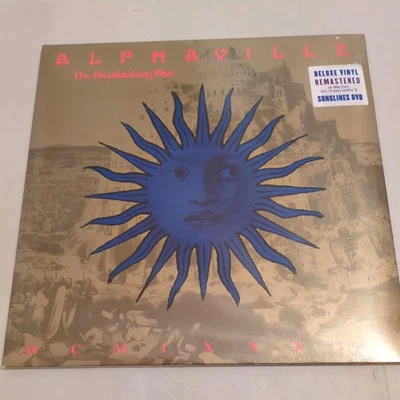 ALPHAVILLE
The Breathtaking Blue
DELUXE VINYL
REMASTERED
SONGLINES DVD